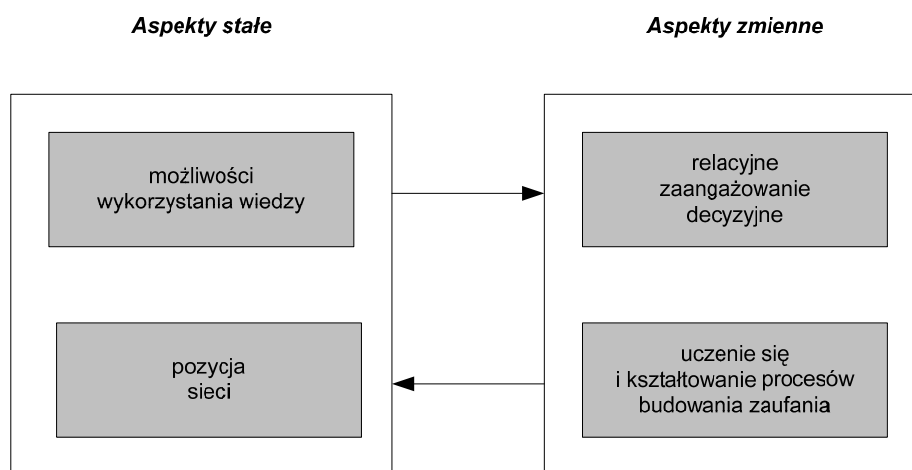 Aspekty stałe
Aspekty zmienne
możliwości
wykorzystania wiedzy
relacyjne
zaangażowanie
decyzyjne
pozycja
sieci
uczenie się
i kształtowanie procesów
budowania zaufania